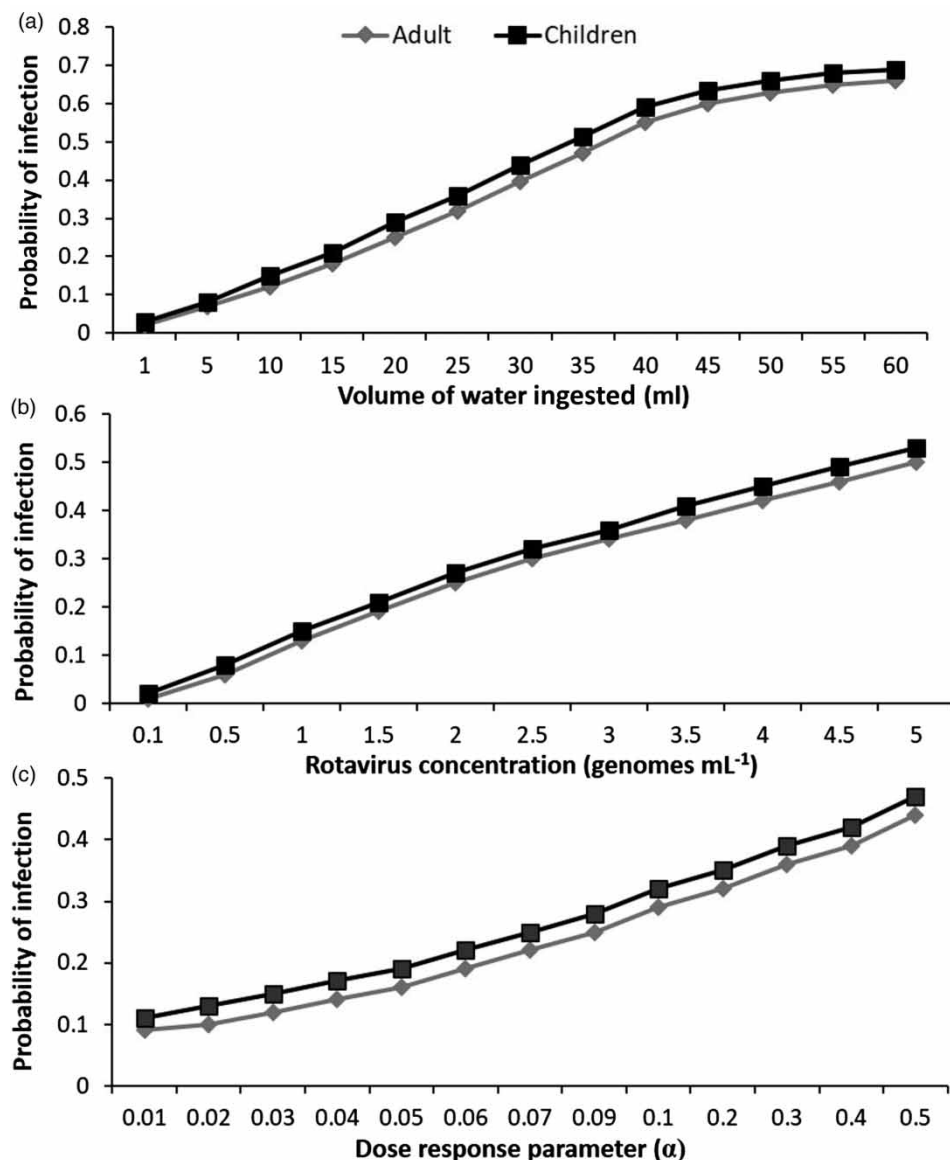 (a)
Adult Children
0.8
0.7
0.6
0.5
0.4
0.3
0.2
0.1
0
Probability of infection
1 5 10 15 20 25 30 35 40 45 50 55 60
Volume of water ingested (ml)
(b)
0.6
0.5
0.4
0.3
0.2
0.1
0
Probability of infection
0.1 0.5 1 1.5 2 2.5 3 3.5 4 4.5 5
Rotavirus concentration (genomes mL⁻¹)
(c)
0.5
0.4
0.3
0.2
0.1
0
Probability of infection
0.01 0.02 0.03 0.04 0.05 0.06 0.07 0.09 0.1 0.2 0.3 0.4 0.5
Dose response parameter (α)